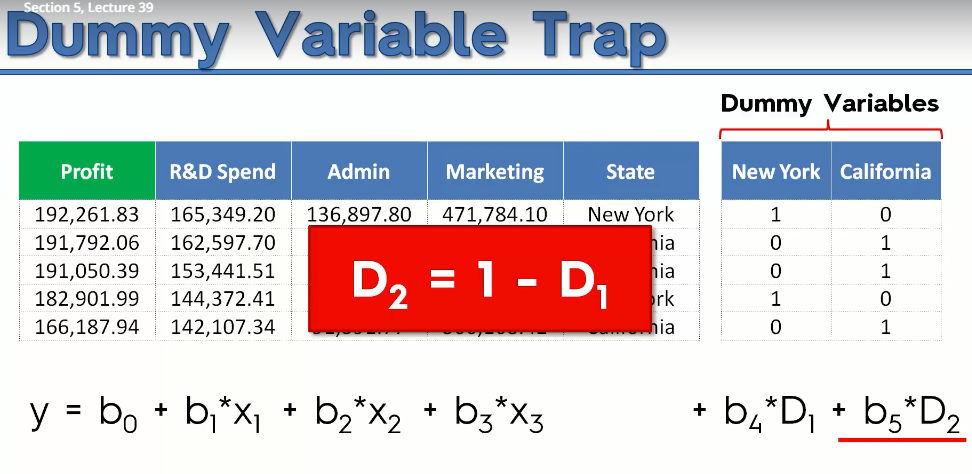 Section 5, Lecture 39
Dummy Variable Trap
Dummy Variables
Profit R&D Spend Admin Marketing State New York California
192,261.83 165,349.20 136,897.80 471,784.10 New York 1 0
191,792.06 162,597.70 nia 0 1
191,050.39 153,441.51 nia 0 1
182,901.99 144,372.41 rk 1 0
166,187.94 142,107.34 nia 0 1
D₂ = 1 - D₁
y = b₀ + b₁*x₁ + b₂*x₂ + b₃*x₃ + b₄*D₁ + b₅*D₂